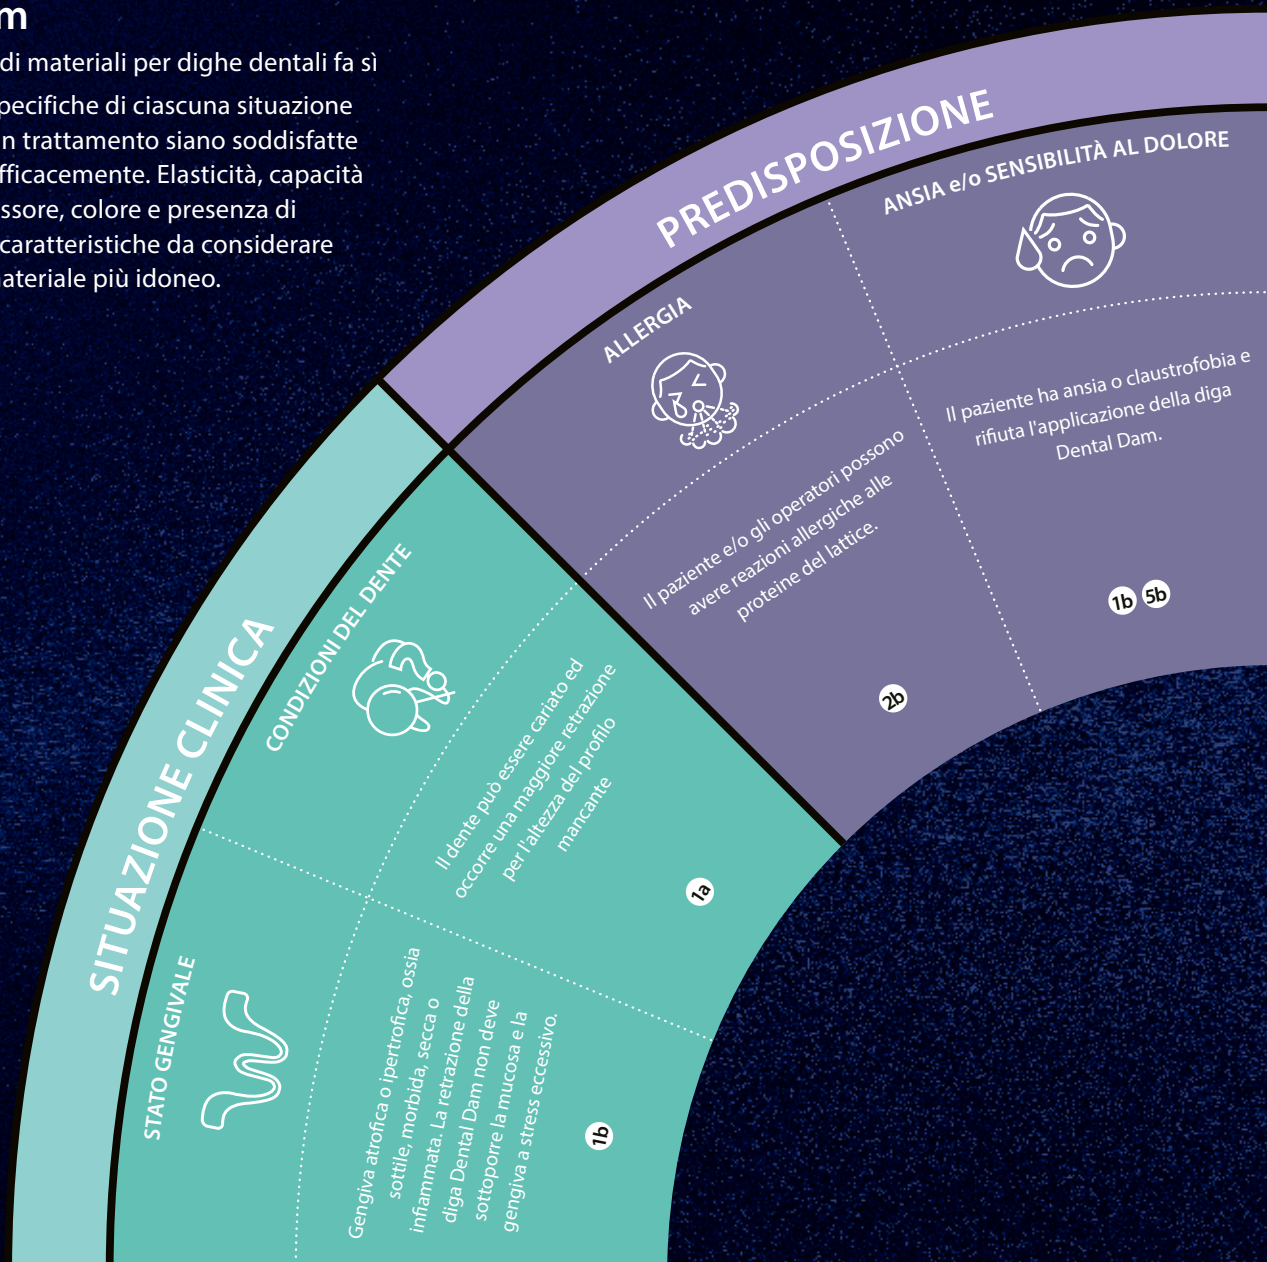 m
di materiali per dighe dentali fa sì
pecifiche di ciascuna situazione
n trattamento siano soddisfatte
fficacemente. Elasticità, capacità
ssore, colore e presenza di
caratteristiche da considerare
ateriale più idoneo.
PREDISPOSIZIONE
ANSIA e/o SENSIBILITÀ AL DOLORE
Il paziente ha ansia o claustrofobia e
rifiuta l'applicazione della diga
Dental Dam.
1b 5b
ALLERGIA
Il paziente e/o gli operatori possono
avere reazioni allergiche alle
proteine del lattice.
2b
SITUAZIONE CLINICA
CONDIZIONI DEL DENTE
Il dente può essere cariato ed
occorre una maggiore retrazione
per l'altezza del profilo
mancante
1a
STATO GENGIVALE
Gengiva atrofica o ipertrofica, ossia
sottile, morbida, secca o
infiammata. La retrazione della
diga Dental Dam non deve
sottoporre la mucosa e la
gengiva a stress eccessivo.
1b